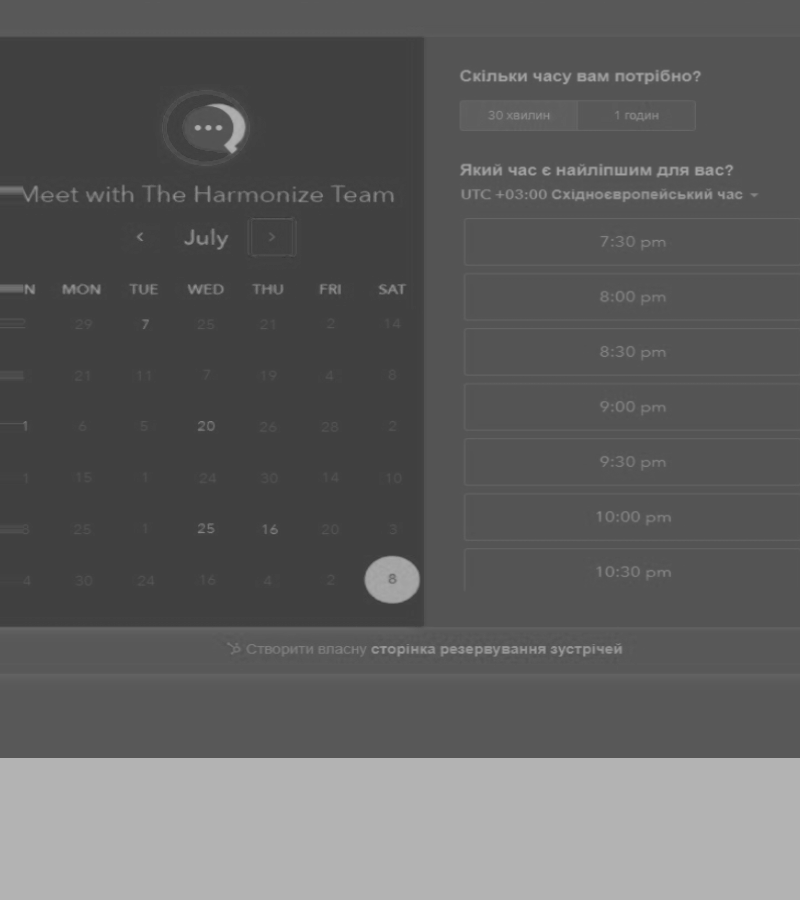 Meet with The Harmonize Team
July
N MON TUE WED THU FRI SAT
29 7 25 21 2 14
21 11 7 19 4 8
1 6 5 20 26 28 2
1 15 1 24 30 14 10
8 25 1 25 16 20 3
4 30 24 16 4 2 8
Скільки часу вам потрібно?
30 хвилин 1 годин
Який час є найліпшим для вас?
UTC +03:00 Східноєвропейський час
7:30 pm
8:00 pm
8:30 pm
9:00 pm
9:30 pm
10:00 pm
10:30 pm
Створити власну сторінка резервування зустрічей